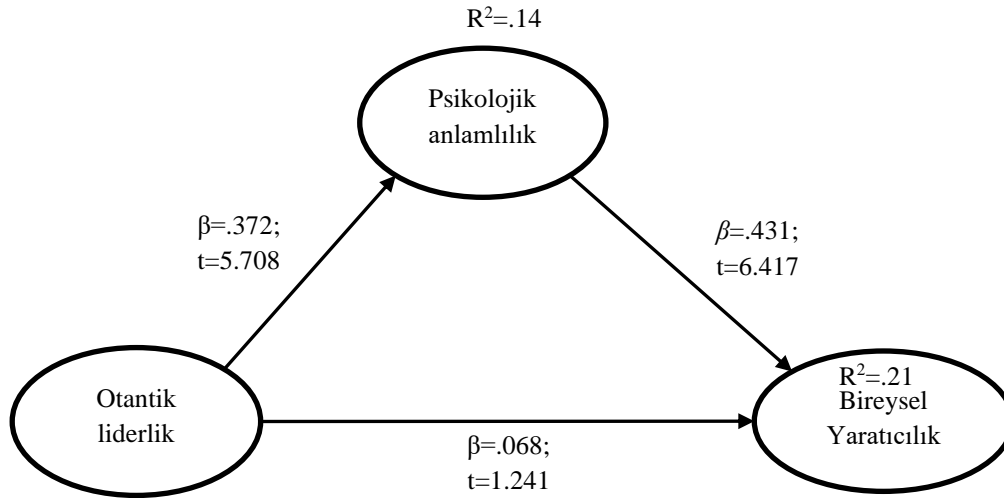 R²=.14
Psikolojik
anlamlılık
β=.372;
t=5.708
β=.431;
t=6.417
Otantik
liderlik
R²=.21
Bireysel
Yaratıcılık
β=.068;
t=1.241